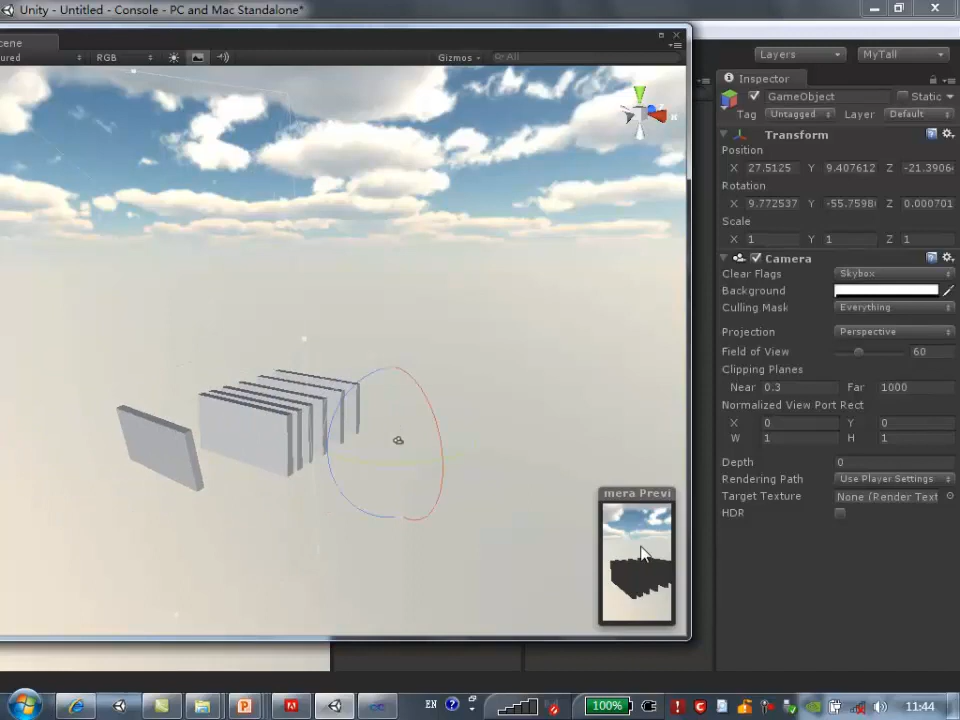 Unity - Untitled - Console - PC and Mac Standalone*
cene
ured RGB Gizmos All
Layers MyTall
Inspector
GameObject Static
Tag Untagged Layer Default
Transform
Position
X 27.5125 Y 9.407612 Z -21.3906
Rotation
X 9.772537 Y -55.7598 Z 0.000701
Scale
X 1 Y 1 Z 1
Camera
Clear Flags Skybox
Background
Culling Mask Everything
Projection Perspective
Field of View 60
Clipping Planes
Near 0.3 Far 1000
Normalized View Port Rect
X 0 Y 0
W 1 H 1
Depth 0
Rendering Path Use Player Settings
Target Texture None (Render Text
HDR
mera Previ
EN 100% 11:44